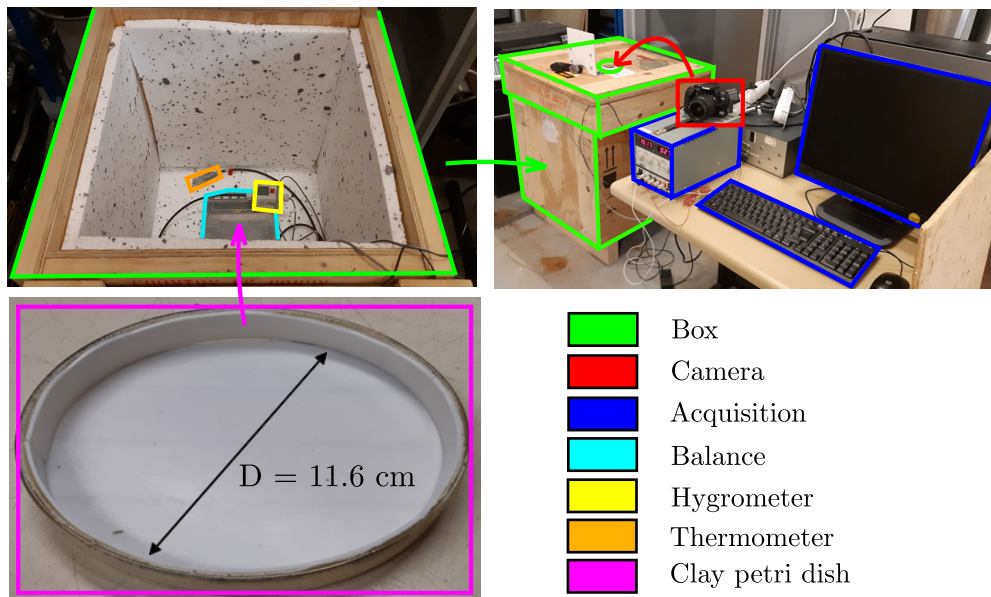 D = 11.6 cm
Box
Camera
Acquisition
Balance
Hygrometer
Thermometer
Clay petri dish